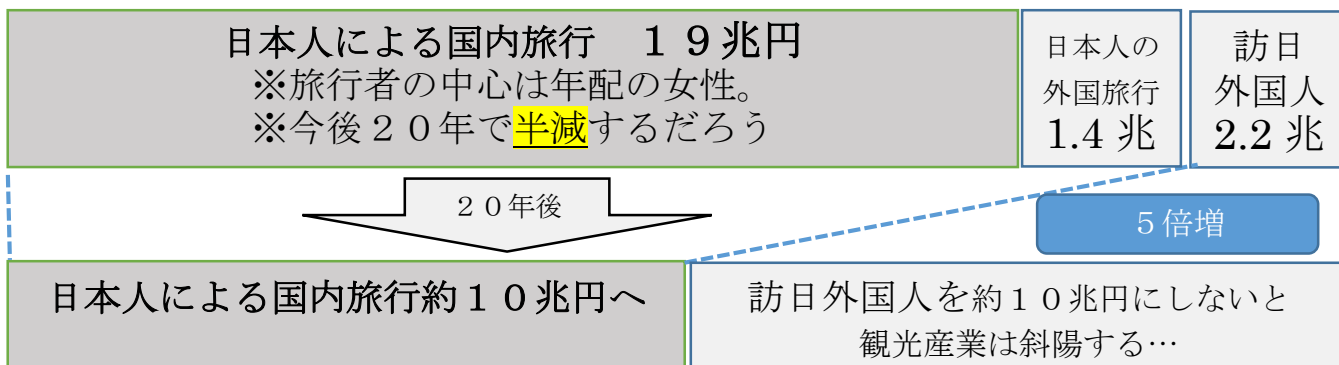 日本人による国内旅行　１９兆円
※旅行者の中心は年配の女性。
※今後２０年で半減するだろう
日本人の
外国旅行
1.4 兆
訪日
外国人
2.2 兆
２０年後
５倍増
日本人による国内旅行約１０兆円へ
訪日外国人を約１０兆円にしないと
観光産業は斜陽する…